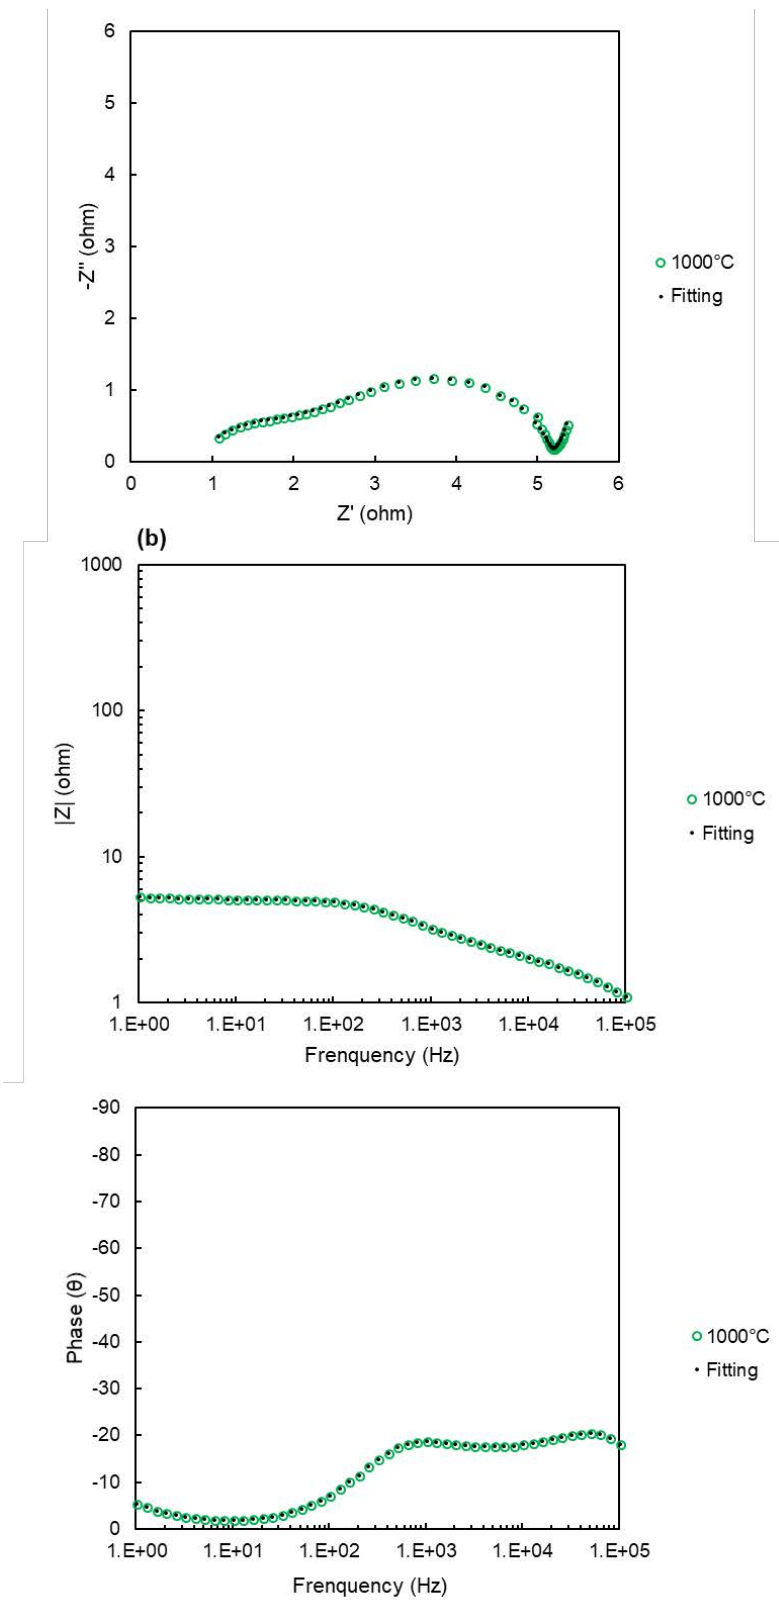 6
5
4
3
2
1
0
-Z" (ohm)
0 1 2 3 4 5 6
Z' (ohm)
1000°C
Fitting
(b)
1000
100
10
1
|Z| (ohm)
1.E+00 1.E+01 1.E+02 1.E+03 1.E+04 1.E+05
Frenquency (Hz)
1000°C
Fitting
-90
-80
-70
-60
-50
-40
-30
-20
-10
0
Phase (θ)
1.E+00 1.E+01 1.E+02 1.E+03 1.E+04 1.E+05
Frenquency (Hz)
1000°C
Fitting